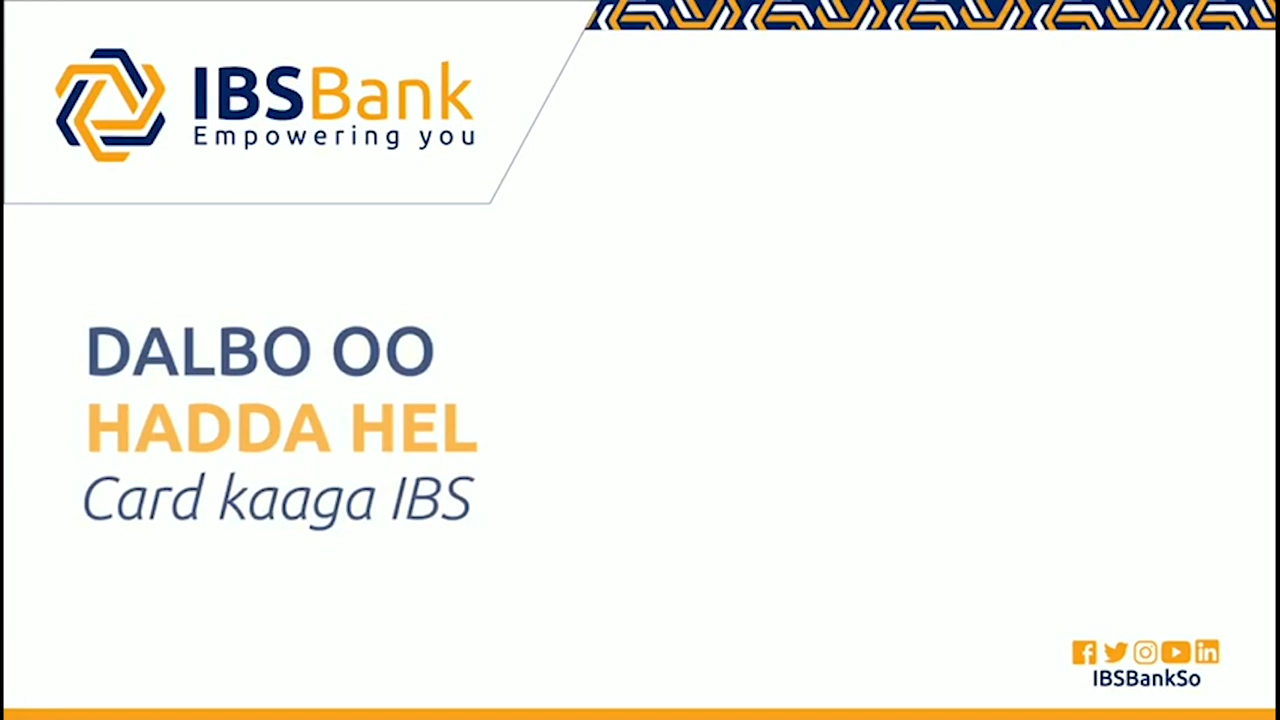 IBSBank
Empowering you
DALBO OO
HADDA HEL
Card kaaga IBS
IBSBankSo